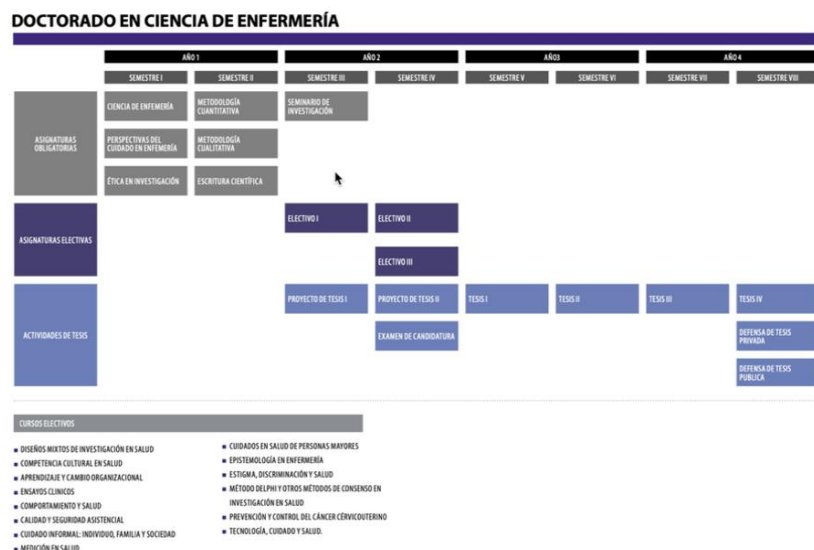 DOCTORADO EN CIENCIA DE ENFERMERÍA
AÑO 1
AÑO 2
AÑO3
AÑO 4
SEMESTRE I
SEMESTRE II
SEMESTRE III
SEMESTRE IV
SEMESTRE V
SEMESTRE VI
SEMESTRE VII
SEMESTRE VIII
ASIGNATURAS
OBLIGATORIAS
CIENCIA DE ENFEMERÍA
METODOLOGÍA
CUANTITATIVA
SEMINARIO DE
INVESTIGACIÓN
PERSPECTIVAS DEL
CUIDADO EN ENFEMERÍA
METODOLOGÍA
CUALITATIVA
ÉTICA EN INVESTIGACIÓN
ESCRITURA CIENTÍFICA
ASIGNATURAS ELECTIVAS
ELECTIVO I
ELECTIVO II
ELECTIVO III
ACTIVIDADES DE TESIS
PROYECTO DE TESIS I
PROYECTO DE TESIS II
TESIS I
TESIS II
TESIS III
TESIS IV
EXAMEN DE CANDIDATURA
DEFENSA DE TESIS
PRIVADA
DEFENSA DE TESIS
PUBLICA
CURSOS ELECTIVOS
DISEÑOS MIXTOS DE INVESTIGACIÓN EN SALUD
COMPETENCIA CULTURAL EN SALUD
APRENDIZAJE Y CAMBIO ORGANIZACIONAL
ENSAYOS CLINICOS
COMPORTAMIENTO Y SALUD
CALIDAD Y SEGURIDAD ASISTENCIAL
CUIDADO INFORMAL: INDIVIDUO, FAMILIA Y SOCIEDAD
MEDICIÓN EN SALUD
CUIDADOS EN SALUD DE PERSONAS MAYORES
EPISTEMOLOGÍA EN ENFERMERÍA
ESTIGMA, DISCRIMINACIÓN Y SALUD
MÉTODO DELPHI Y OTROS MÉTODOS DE CONSENSO EN
INVESTIGACIÓN EN SALUD
PREVENCIÓN Y CONTROL DEL CÁNCER CÉRVICOUTERINO
TECNOLOGÍA, CUIDADO Y SALUD.